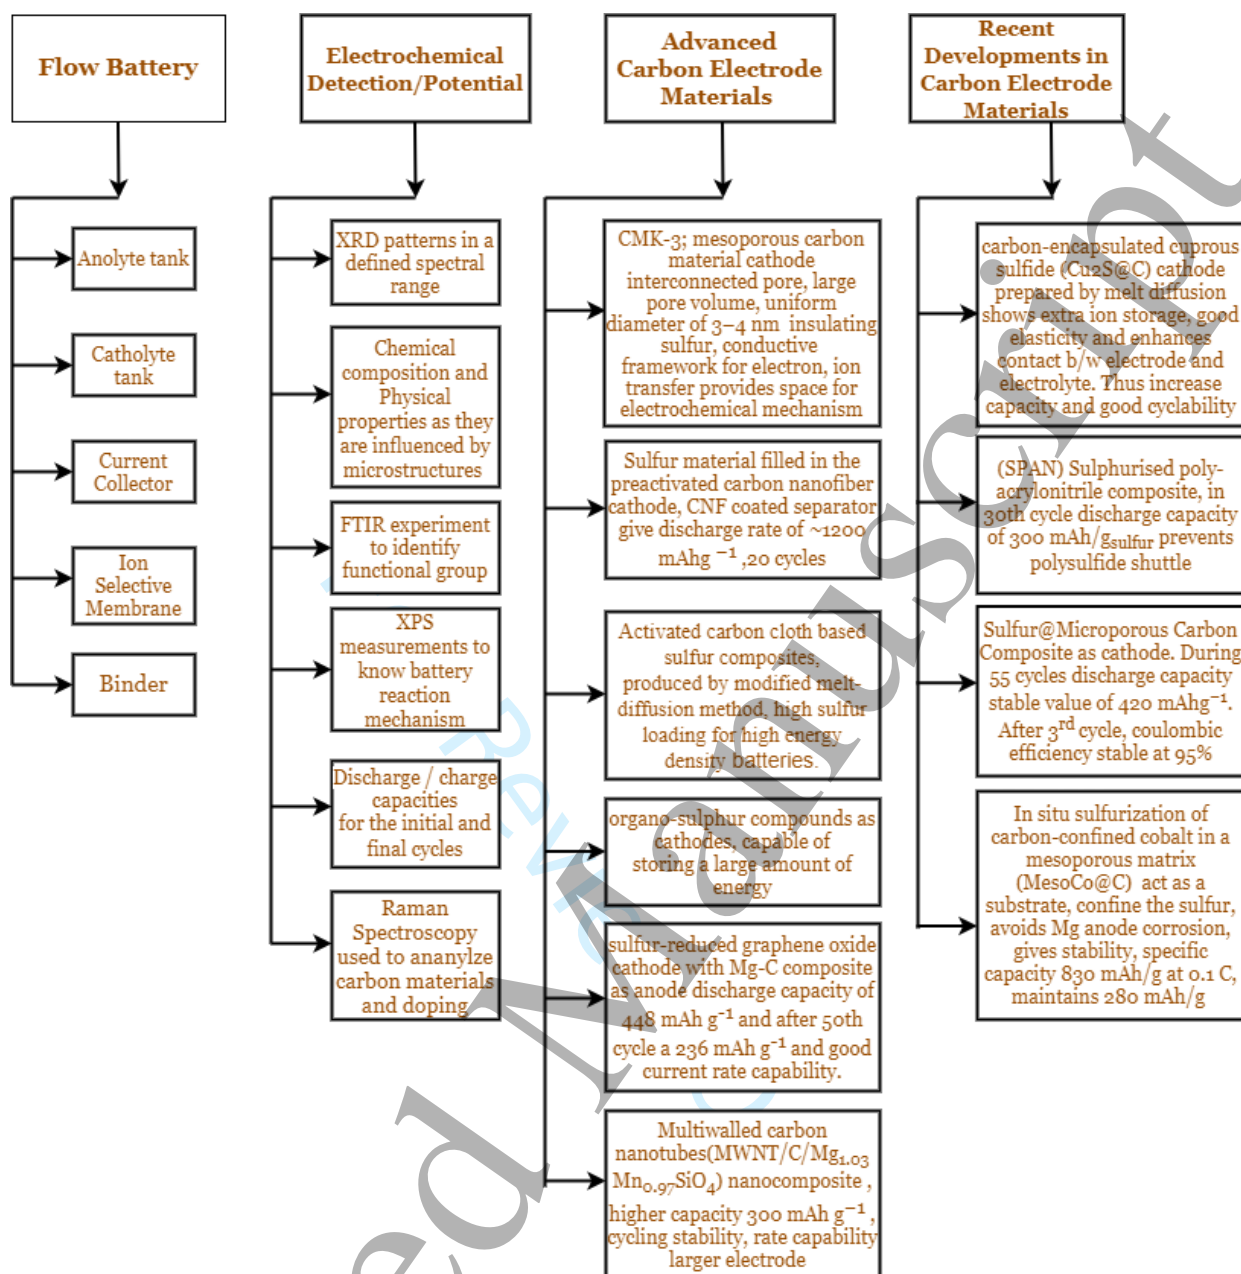 Flow Battery
Anolyte tank
Catholyte
tank
Current
Collector
Ion
Selective
Membrane
Binder
Electrochemical
Detection/Potential
XRD patterns in a
defined spectral
range
Chemical
composition and
Physical
properties as they
are influenced by
microstructures
FTIR experiment
to identify
functional group
XPS
measurements to
know battery
reaction
mechanism
Discharge / charge
capacities
for the initial and
final cycles
Raman
Spectroscopy
used to ananylze
carbon materials
and doping
Advanced
Carbon Electrode
Materials
CMK-3; mesoporous carbon
material cathode
interconnected pore, large
pore volume, uniform
diameter of 3–4 nm insulating
sulfur, conductive
framework for electron, ion
transfer provides space for
electrochemical mechanism
Sulfur material filled in the
preactivated carbon nanofiber
cathode, CNF coated separator
give discharge rate of ~1200
mAhg ⁻¹ ,20 cycles
Activated carbon cloth based
sulfur composites,
produced by modified melt-
diffusion method, high sulfur
loading for high energy
density batteries.
organo-sulphur compounds as
cathodes, capable of
storing a large amount of
energy
sulfur-reduced graphene oxide
cathode with Mg-C composite
as anode discharge capacity of
448 mAh g⁻¹ and after 50th
cycle a 236 mAh g⁻¹ and good
current rate capability.
Multiwalled carbon
nanotubes(MWNT/C/Mg₁.₀₃
Mn₀.₉₇SiO₄) nanocomposite ,
higher capacity 300 mAh g⁻¹ ,
cycling stability, rate capability
larger electrode
Recent
Developments in
Carbon Electrode
Materials
carbon-encapsulated cuprous
sulfide (Cu2S@C) cathode
prepared by melt diffusion
shows extra ion storage, good
elasticity and enhances
contact b/w electrode and
electrolyte. Thus increase
capacity and good cyclability
(SPAN) Sulphurised poly-
acrylonitrile composite, in
30th cycle discharge capacity
of 300 mAh/gsulfur prevents
polysulfide shuttle
Sulfur@Microporous Carbon
Composite as cathode. During
55 cycles discharge capacity
stable value of 420 mAhg⁻¹.
After 3rd cycle, coulombic
efficiency stable at 95%
In situ sulfurization of
carbon-confined cobalt in a
mesoporous matrix
(MesoCo@C) act as a
substrate, confine the sulfur,
avoids Mg anode corrosion,
gives stability, specific
capacity 830 mAh/g at 0.1 C,
maintains 280 mAh/g
ed Manuscript